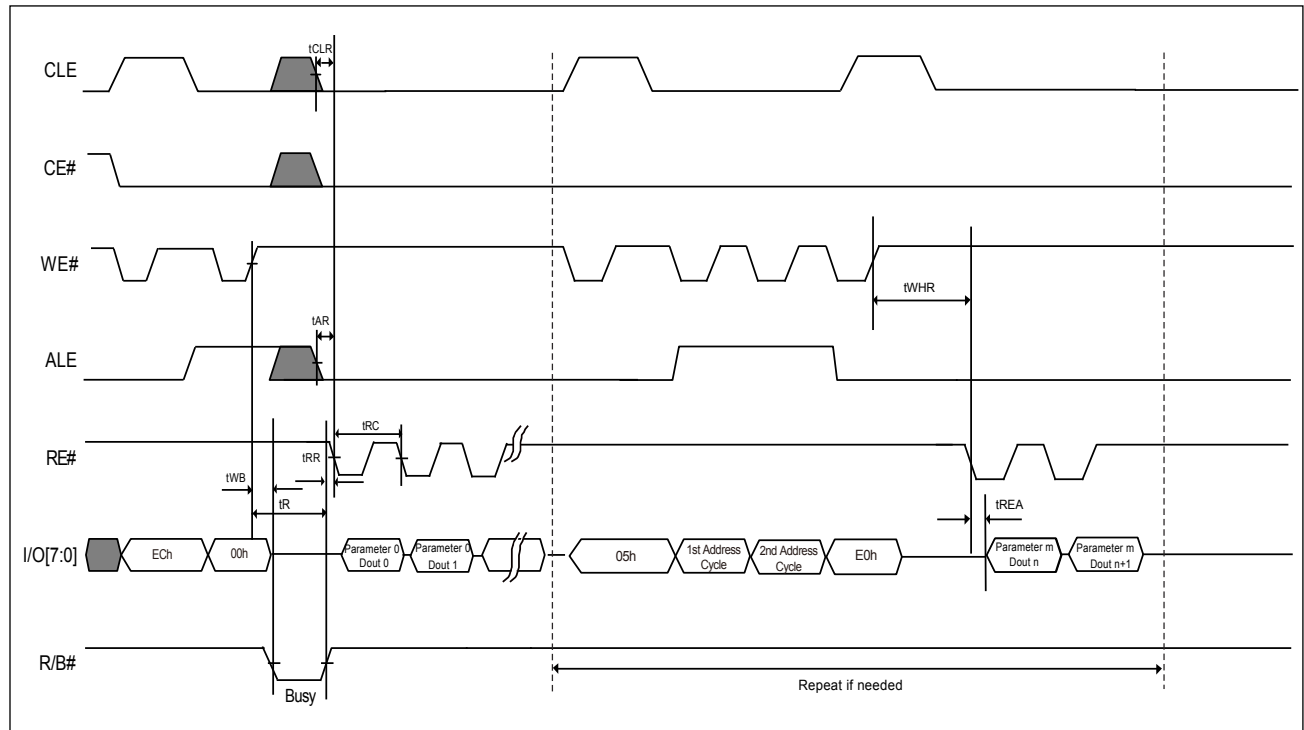 tCLR
CLE
CE#
WE#
tWHR
tAR
ALE
tRC
RE#
tRR
tWB
tR
tREA
I/O[7:0]
ECh
00h
Parameter 0
Dout 0
Parameter 0
Dout 1
05h
1st Address
Cycle
2nd Address
Cycle
E0h
Parameter m
Dout n
Parameter m
Dout n+1
R/B#
Busy
Repeat if needed